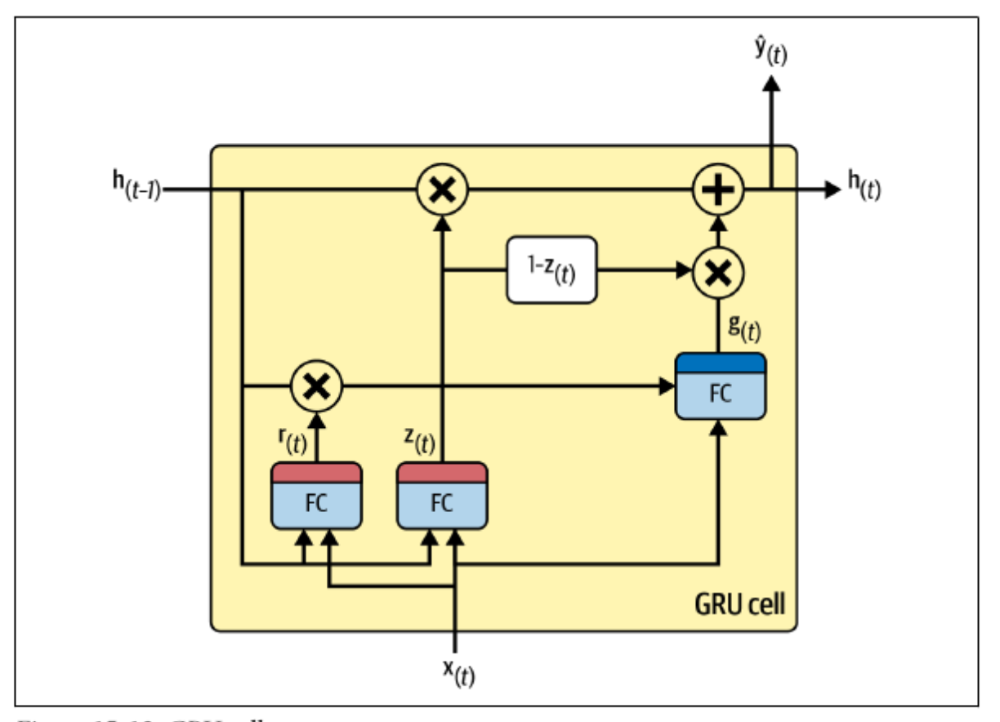 ŷ(t)
h(t-1)
h(t)
1-z(t)
g(t)
FC
r(t)
z(t)
FC
FC
GRU cell
x(t)